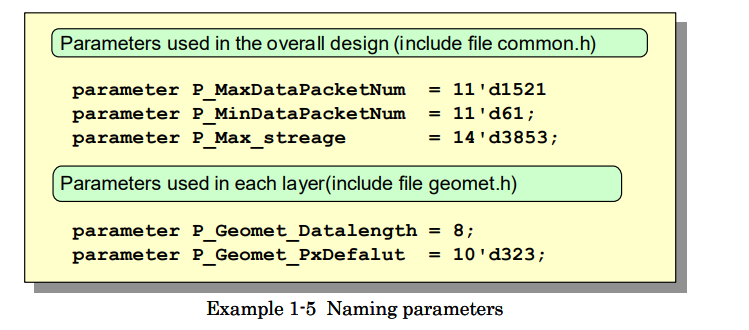 Parameters used in the overall design (include file common.h)
parameter P_MaxDataPacketNum = 11'd1521
parameter P_MinDataPacketNum = 11'd61;
parameter P_Max_streage = 14'd3853;
Parameters used in each layer(include file geomet.h)
parameter P_Geomet_Datalength = 8;
parameter P_Geomet_PxDefalut = 10'd323;
Example 1-5 Naming parameters